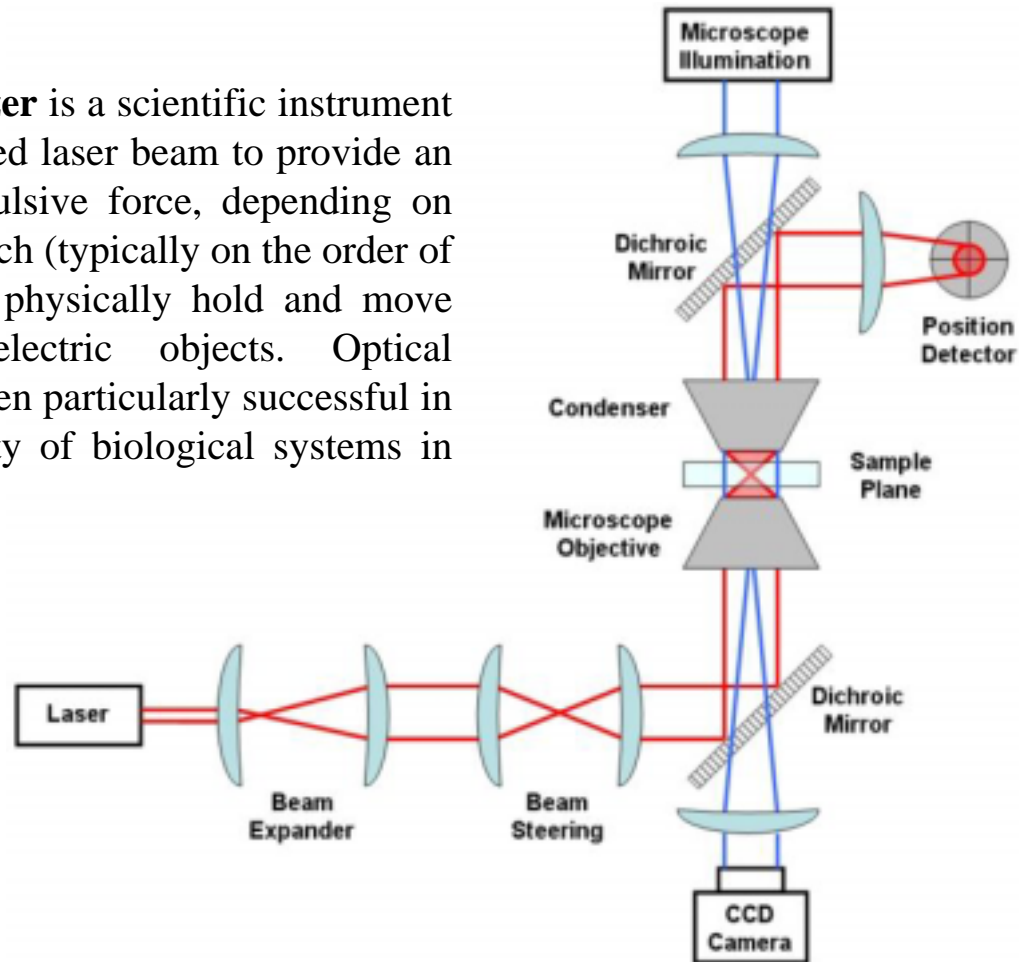 ter is a scientific instrument
ed laser beam to provide an
ulsive force, depending on
ch (typically on the order of
physically hold and move
electric objects. Optical
en particularly successful in
ty of biological systems in
Microscope
Illumination
Dichroic
Mirror
Position
Detector
Condenser
Sample
Plane
Microscope
Objective
Laser
Beam
Expander
Beam
Steering
Dichroic
Mirror
CCD
Camera